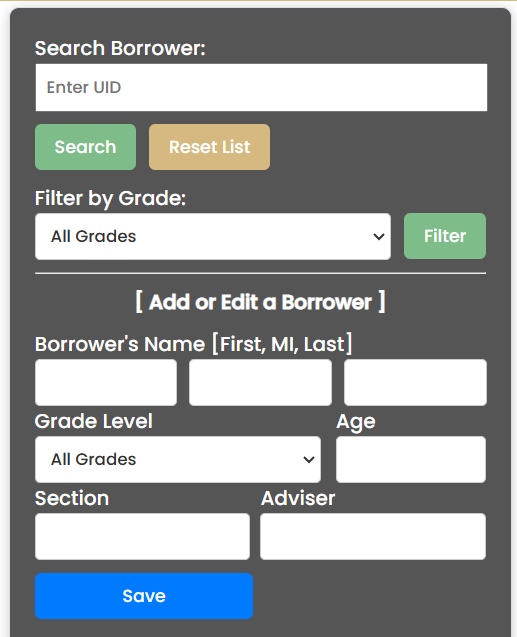 Search Borrower:
Enter UID
Search Reset List
Filter by Grade:
All Grades Filter
[ Add or Edit a Borrower ]
Borrower's Name [First, MI, Last]
Grade Level Age
All Grades
Section Adviser
Save